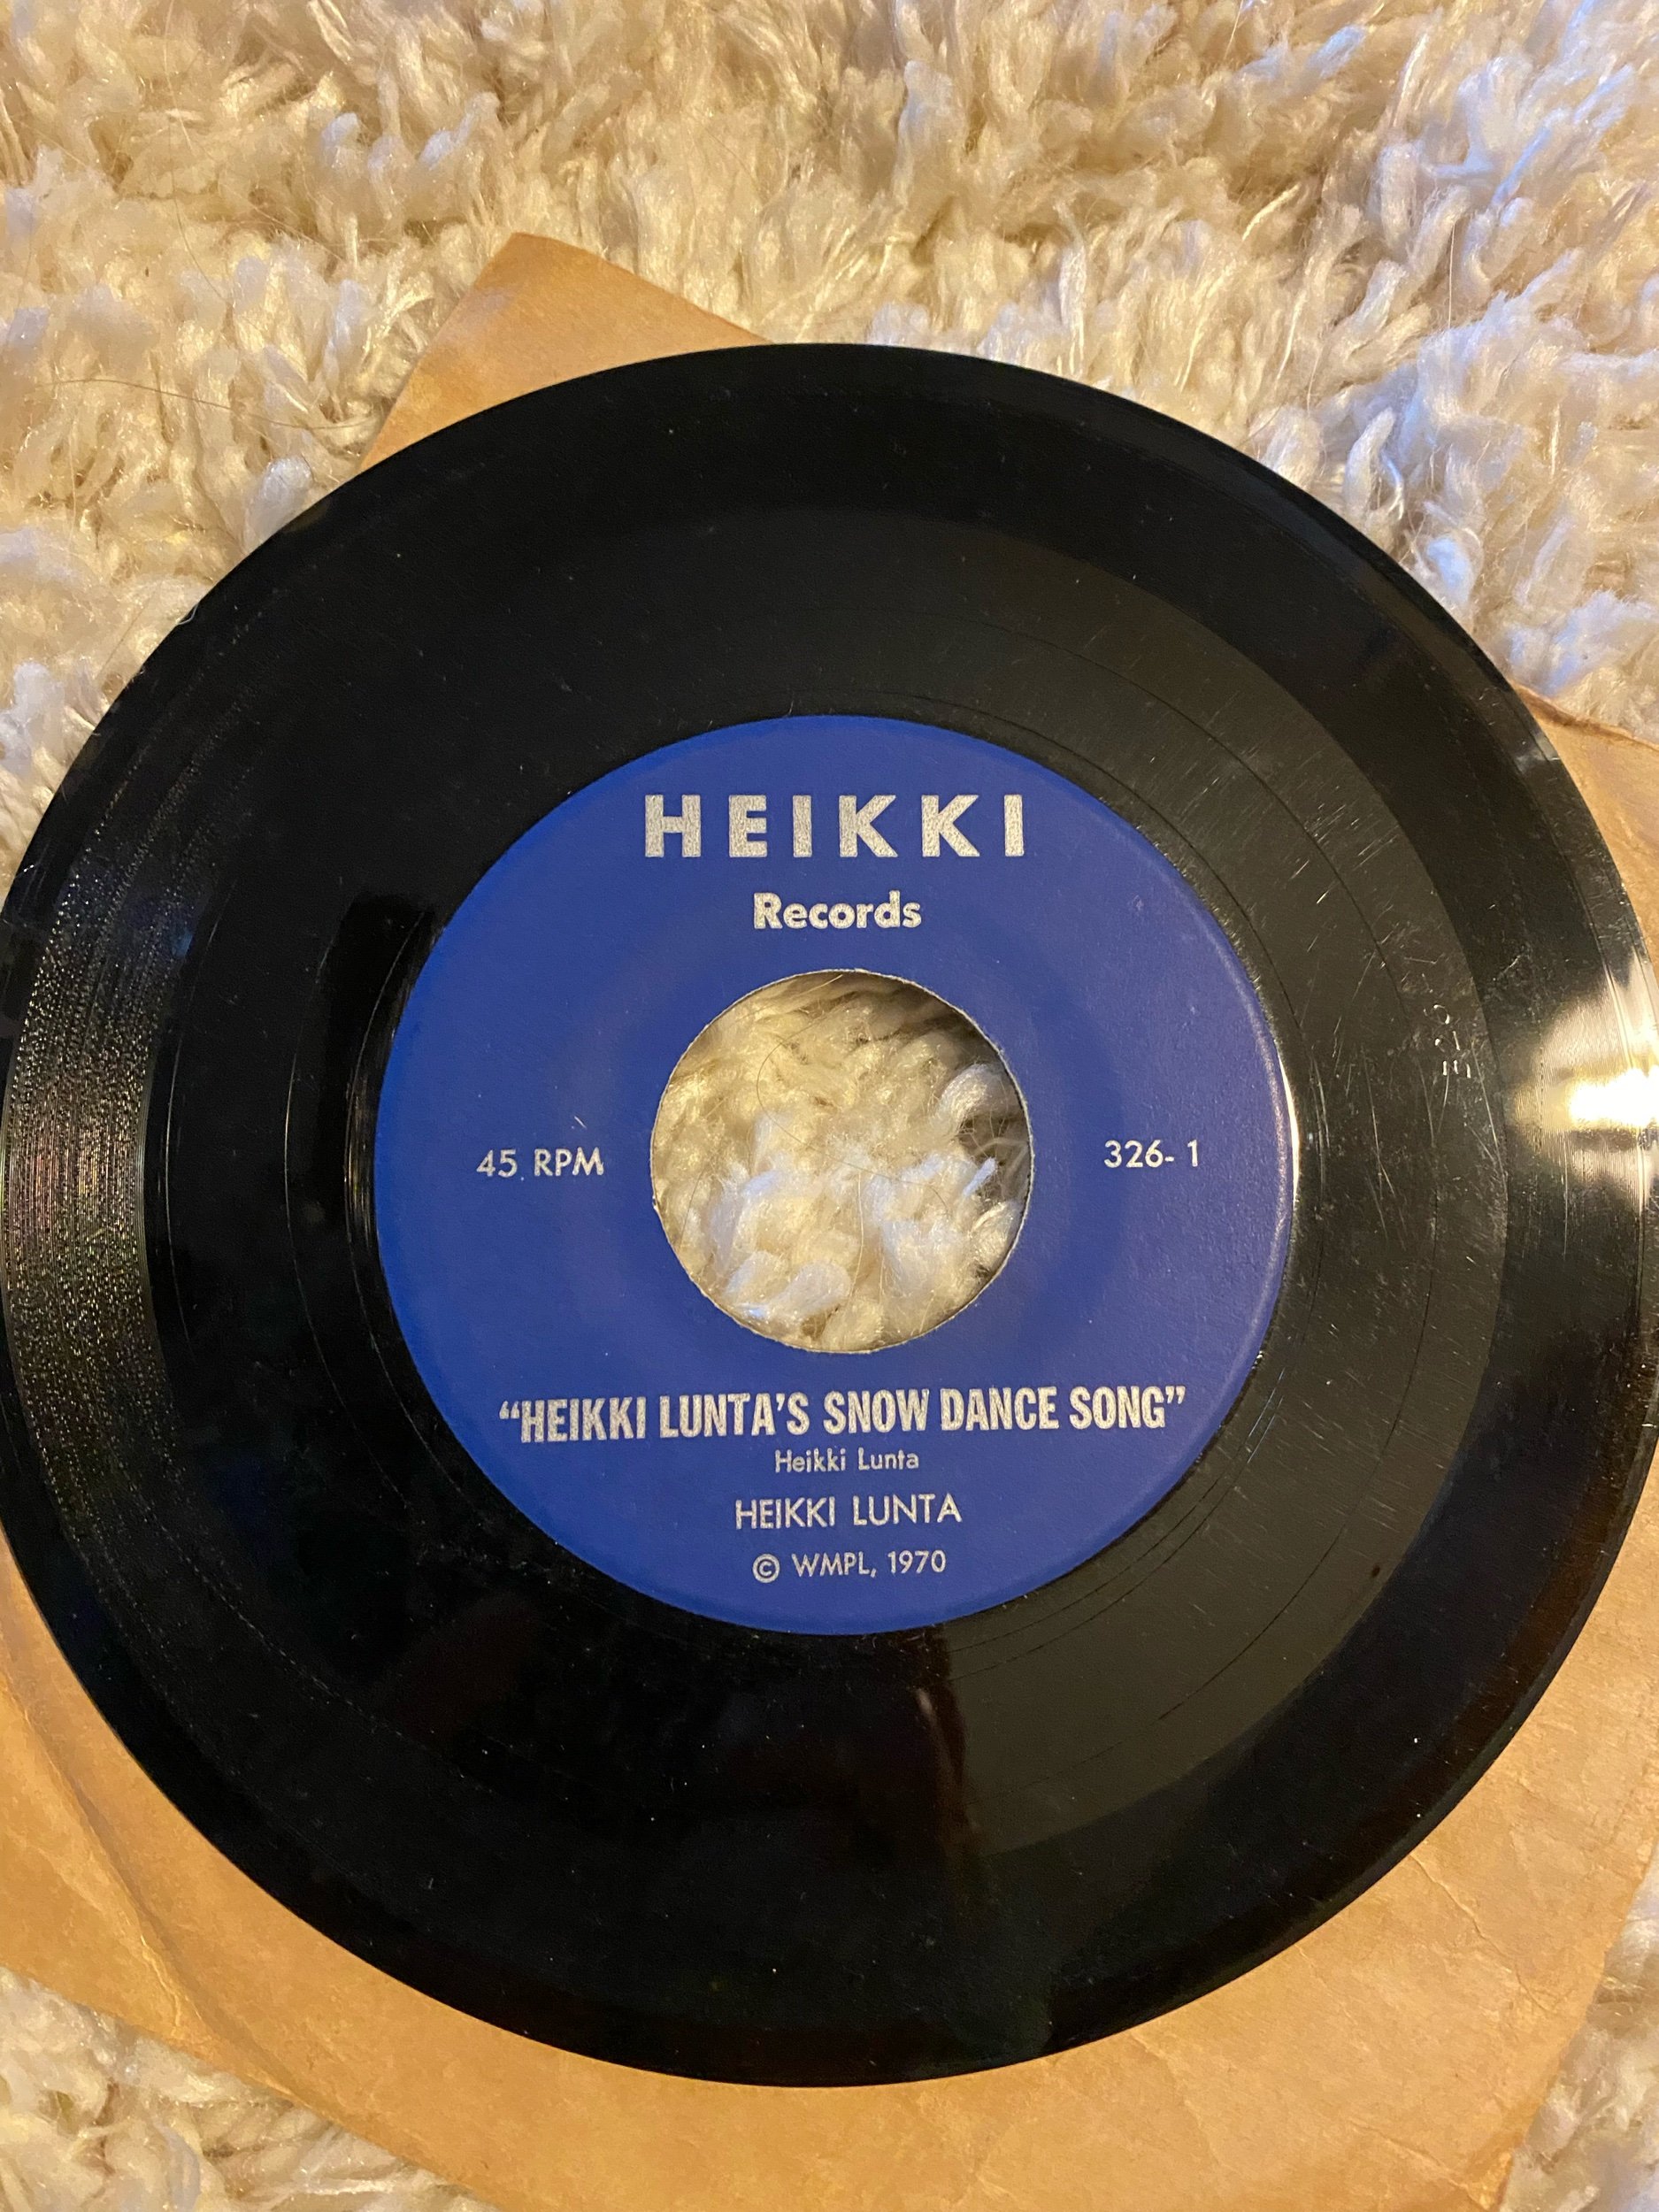 HEIKKI
Records
45 RPM
326-1
“HEIKKI LUNTA’S SNOW DANCE SONG”
Heikki Lunta
HEIKKI LUNTA
© WMPL, 1970